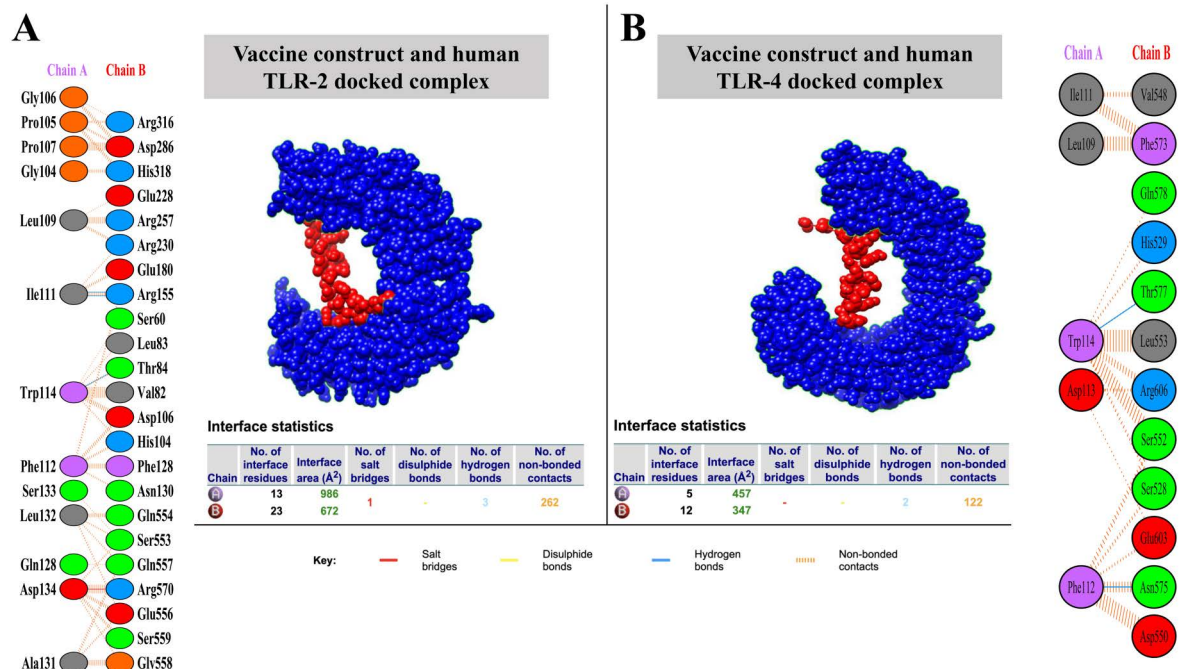 A
Vaccine construct and human
TLR-2 docked complex
Chain A Chain B
Gly106
Pro105 Arg316
Pro107 Asp286
Gly104 His318
Glu228
Leu109 Arg257
Arg230
Glu180
Ile111 Arg155
Ser60
Leu83
Thr84
Trp114 Val82
Asp106
His104
Phe112 Phe128
Ser133 Asn130
Leu132 Gln554
Ser553
Gln128 Gln557
Asp134 Arg570
Glu556
Ser559
Ala131 Gly558
Interface statistics
Chain No. of interface residues Interface area (Å²) No. of salt bridges No. of disulphide bonds No. of hydrogen bonds No. of non-bonded contacts
A 13 986
1 - 3 262
B 23 672
B
Vaccine construct and human
TLR-4 docked complex
Interface statistics
Chain No. of interface residues Interface area (Å²) No. of salt bridges No. of disulphide bonds No. of hydrogen bonds No. of non-bonded contacts
A 5 457
- - 2 122
B 12 347
Chain A Chain B
Ile111 Val548
Leu109 Phe573
Gln578
His529
Thr577
Trp114 Leu553
Asp113 Arg606
Ser552
Ser528
Glu603
Phe112 Asn575
Asp550
Key: Salt bridges Disulphide bonds Hydrogen bonds Non-bonded contacts